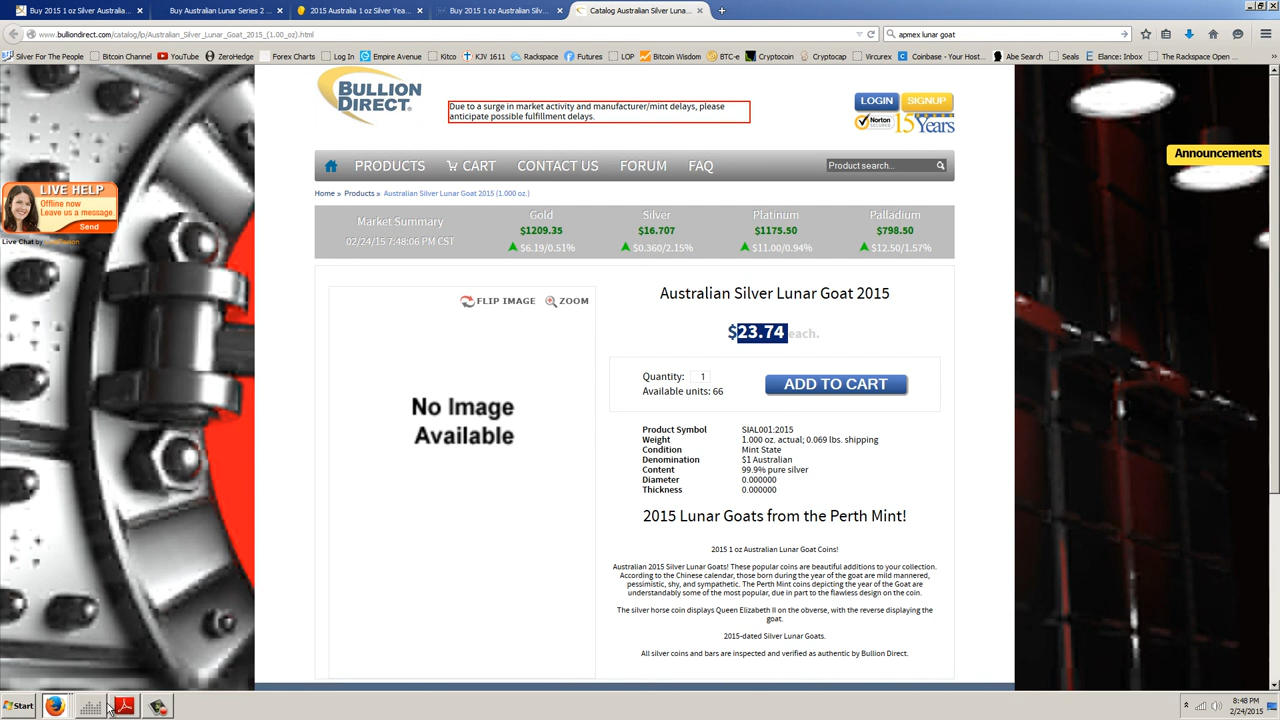 Buy 2015 1 oz Silver Australia...
Buy Australian Lunar Series 2 ...
2015 Australia 1 oz Silver Yea...
Buy 2015 1 oz Silver Australian...
Catalog Australian Silver Luna...
www.bulliondirect.com/catalog/lp/Australian_Silver_Lunar_Goat_2015_(1.00_oz).html
apmex lunar goat
Silver For The People
Bitcoin Channel
YouTube
ZeroHedge
Forex Charts
Log In
Empire Avenue
Kitco
KJV 1611
Rackspace
Futures
LOP
Bitcoin Wisdom
BTC-e
Cryptocoin
Cryptocap
Vircurex
Coinbase - Your Host...
Abe Search
Seals
Elance: Inbox
The Rackspace Open ...
BULLION
DIRECT
Due to a surge in market activity and manufacturer/mint delays, please
anticipate possible fulfillment delays.
LOGIN
SIGNUP
Norton
SECURED
15 Years
Announcements
PRODUCTS
CART
CONTACT US
FORUM
FAQ
Product search...
LIVE HELP
Offline now
Leave us a message.
Send
Live Chat by
Home » Products » Australian Silver Lunar Goat 2015 (1.000 oz.)
Market Summary
02/24/15 7:48:06 PM CST
Gold
$1209.35
$6.19/0.51%
Silver
$16.707
$0.360/2.15%
Platinum
$1175.50
$11.00/0.94%
Palladium
$798.50
$12.50/1.57%
FLIP IMAGE
ZOOM
No Image
Available
Australian Silver Lunar Goat 2015
$23.74 each.
Quantity: 1
Available units: 66
ADD TO CART
Product Symbol SIAL001:2015
Weight 1.000 oz. actual; 0.069 lbs. shipping
Condition Mint State
Denomination $1 Australian
Content 99.9% pure silver
Diameter 0.000000
Thickness 0.000000
2015 Lunar Goats from the Perth Mint!
2015 1 oz Australian Lunar Goat Coins!
Australian 2015 Silver Lunar Goats! These popular coins are beautiful additions to your collection.
According to the Chinese calendar, those born during the year of the goat are mild mannered,
pessimistic, shy, and sympathetic. The Perth Mint coins depicting the year of the Goat are
understandably some of the most popular, due in part to the flawless design on the coin.
The silver horse coin displays Queen Elizabeth II on the obverse, with the reverse displaying the
goat.
2015-dated Silver Lunar Goats.
All silver coins and bars are inspected and verified as authentic by Bullion Direct.
Start
8:48 PM
2/24/2015